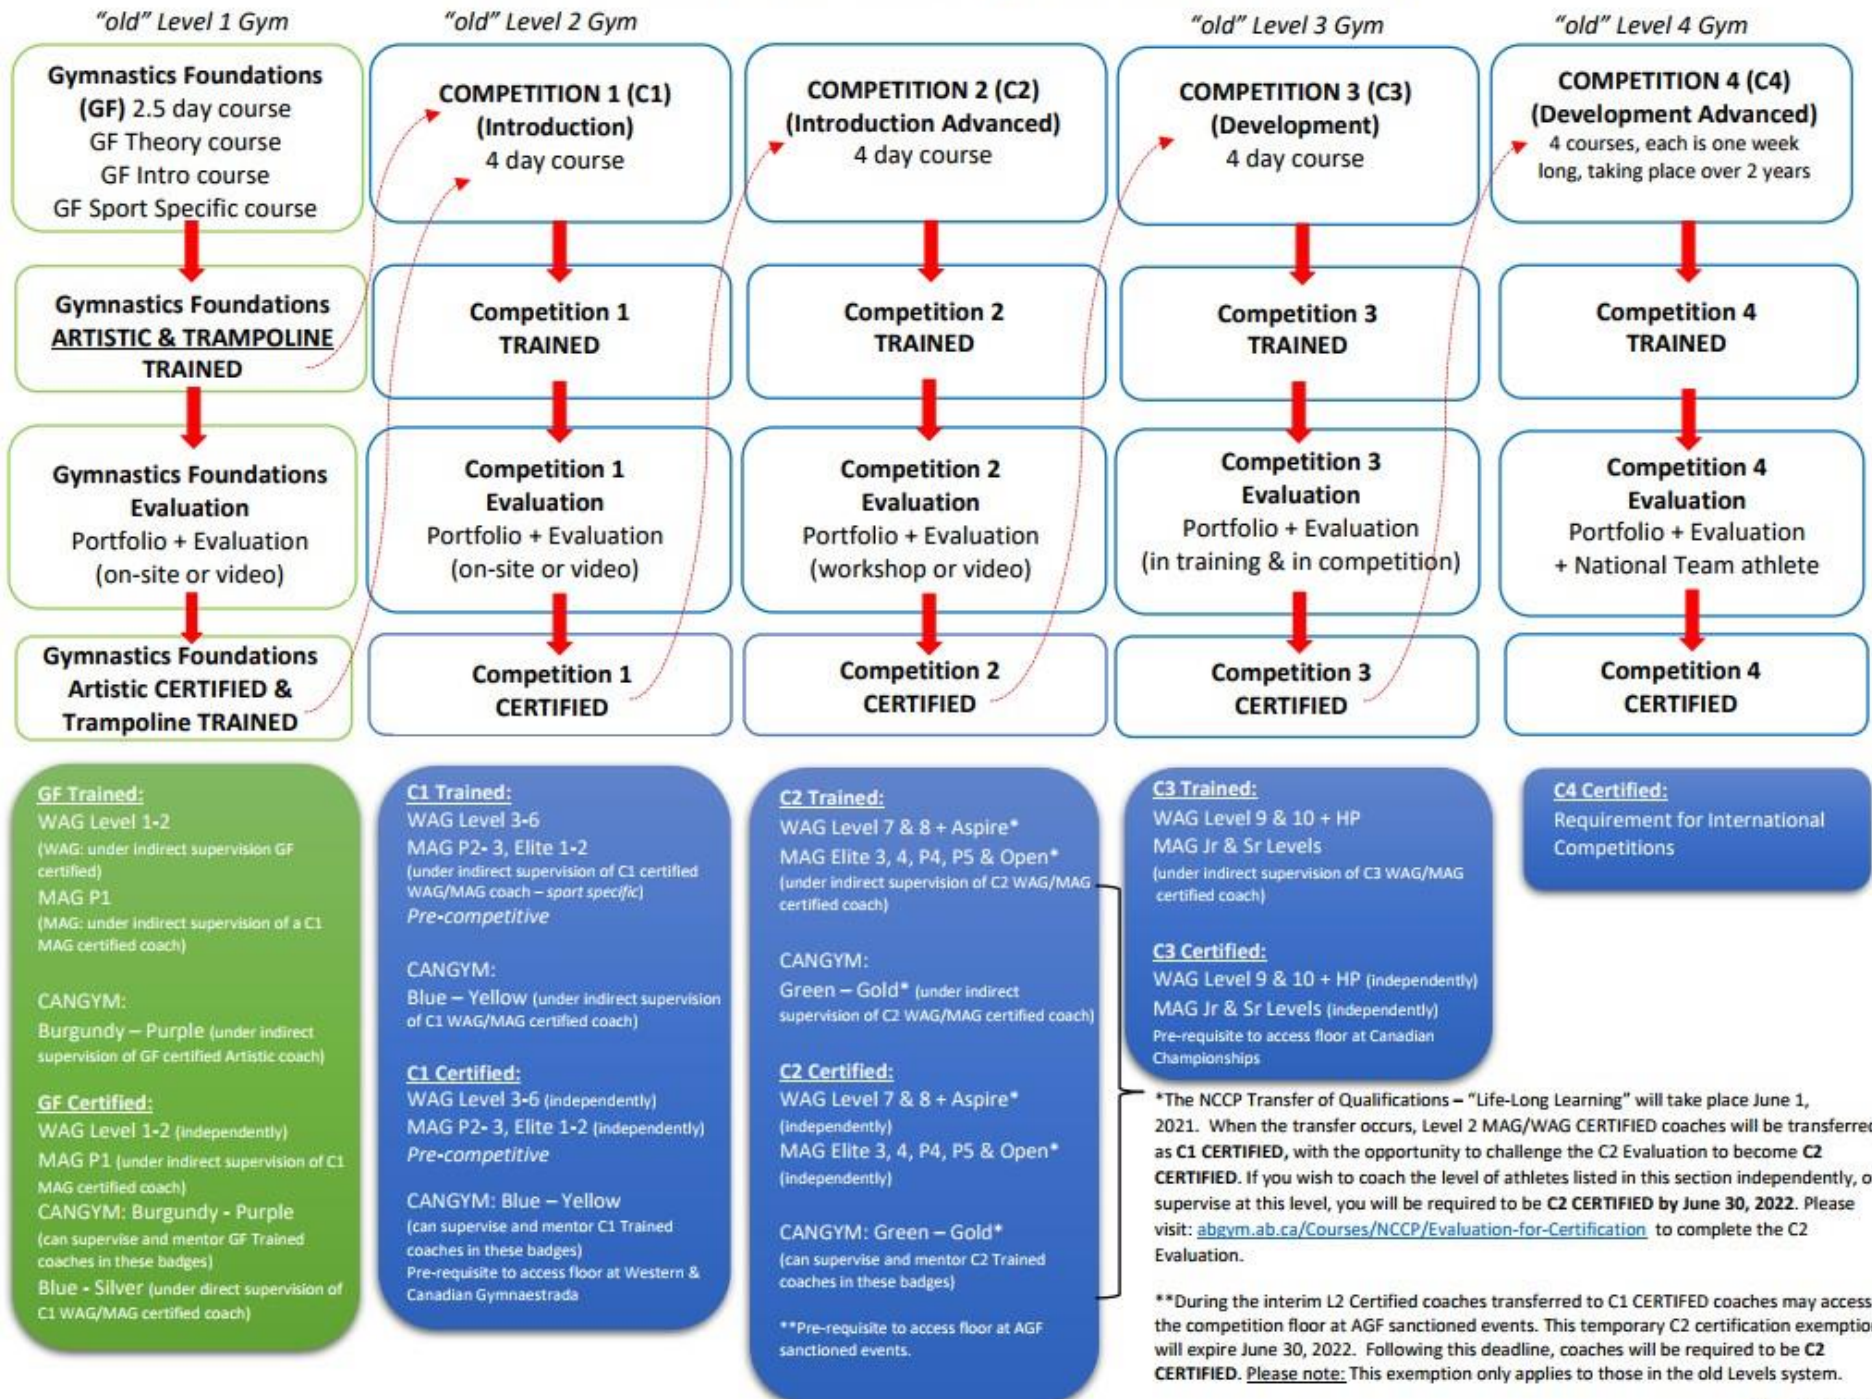 "old" Level 1 Gym
"old" Level 2 Gym
"old" Level 3 Gym
"old" Level 4 Gym
Gymnastics Foundations
(GF) 2.5 day course
GF Theory course
GF Intro course
GF Sport Specific course
COMPETITION 1 (C1)
(Introduction)
4 day course
COMPETITION 2 (C2)
(Introduction Advanced)
4 day course
COMPETITION 3 (C3)
(Development)
4 day course
COMPETITION 4 (C4)
(Development Advanced)
4 courses, each is one week
long, taking place over 2 years
Gymnastics Foundations
ARTISTIC & TRAMPOLINE
TRAINED
Competition 1
TRAINED
Competition 2
TRAINED
Competition 3
TRAINED
Competition 4
TRAINED
Gymnastics Foundations
Evaluation
Portfolio + Evaluation
(on-site or video)
Competition 1
Evaluation
Portfolio + Evaluation
(on-site or video)
Competition 2
Evaluation
Portfolio + Evaluation
(workshop or video)
Competition 3
Evaluation
Portfolio + Evaluation
(in training & in competition)
Competition 4
Evaluation
Portfolio + Evaluation
+ National Team athlete
Gymnastics Foundations
Artistic CERTIFIED &
Trampoline TRAINED
Competition 1
CERTIFIED
Competition 2
CERTIFIED
Competition 3
CERTIFIED
Competition 4
CERTIFIED
GF Trained:
WAG Level 1-2
(WAG: under indirect supervision GF
certified)
MAG P1
(MAG: under indirect supervision of a C1
MAG certified coach)
CANGYM:
Burgundy – Purple (under indirect
supervision of GF certified Artistic coach)
GF Certified:
WAG Level 1-2 (independently)
MAG P1 (under indirect supervision of C1
MAG certified coach)
CANGYM: Burgundy - Purple
(can supervise and mentor GF Trained
coaches in these badges)
Blue - Silver (under direct supervision of
C1 WAG/MAG certified coach)
C1 Trained:
WAG Level 3-6
MAG P2- 3, Elite 1-2
(under indirect supervision of C1 certified
WAG/MAG coach – sport specific)
Pre-competitive
CANGYM:
Blue – Yellow (under indirect supervision
of C1 WAG/MAG certified coach)
C1 Certified:
WAG Level 3-6 (independently)
MAG P2- 3, Elite 1-2 (independently)
Pre-competitive
CANGYM: Blue – Yellow
(can supervise and mentor C1 Trained
coaches in these badges)
Pre-requisite to access floor at Western &
Canadian Gymnaestrada
C2 Trained:
WAG Level 7 & 8 + Aspire*
MAG Elite 3, 4, P4, P5 & Open*
(under indirect supervision of C2 WAG/MAG
certified coach)
CANGYM:
Green – Gold* (under indirect
supervision of C2 WAG/MAG certified coach)
C2 Certified:
WAG Level 7 & 8 + Aspire*
(independently)
MAG Elite 3, 4, P4, P5 & Open*
(independently)
CANGYM: Green – Gold*
(can supervise and mentor C2 Trained
coaches in these badges)
**Pre-requisite to access floor at AGF
sanctioned events.
C3 Trained:
WAG Level 9 & 10 + HP
MAG Jr & Sr Levels
(under indirect supervision of C3 WAG/MAG
certified coach)
C3 Certified:
WAG Level 9 & 10 + HP (independently)
MAG Jr & Sr Levels (independently)
Pre-requisite to access floor at Canadian
Championships
C4 Certified:
Requirement for International
Competitions
*The NCCP Transfer of Qualifications – "Life-Long Learning" will take place June 1,
2021. When the transfer occurs, Level 2 MAG/WAG CERTIFIED coaches will be transferred
as C1 CERTIFIED, with the opportunity to challenge the C2 Evaluation to become C2
CERTIFIED. If you wish to coach the level of athletes listed in this section independently, o
supervise at this level, you will be required to be C2 CERTIFIED by June 30, 2022. Please
visit: abgym.ab.ca/Courses/NCCP/Evaluation-for-Certification to complete the C2
Evaluation.
**During the interim L2 Certified coaches transferred to C1 CERTIFED coaches may access
the competition floor at AGF sanctioned events. This temporary C2 certification exemptio
will expire June 30, 2022. Following this deadline, coaches will be required to be C2
CERTIFIED. Please note: This exemption only applies to those in the old Levels system.